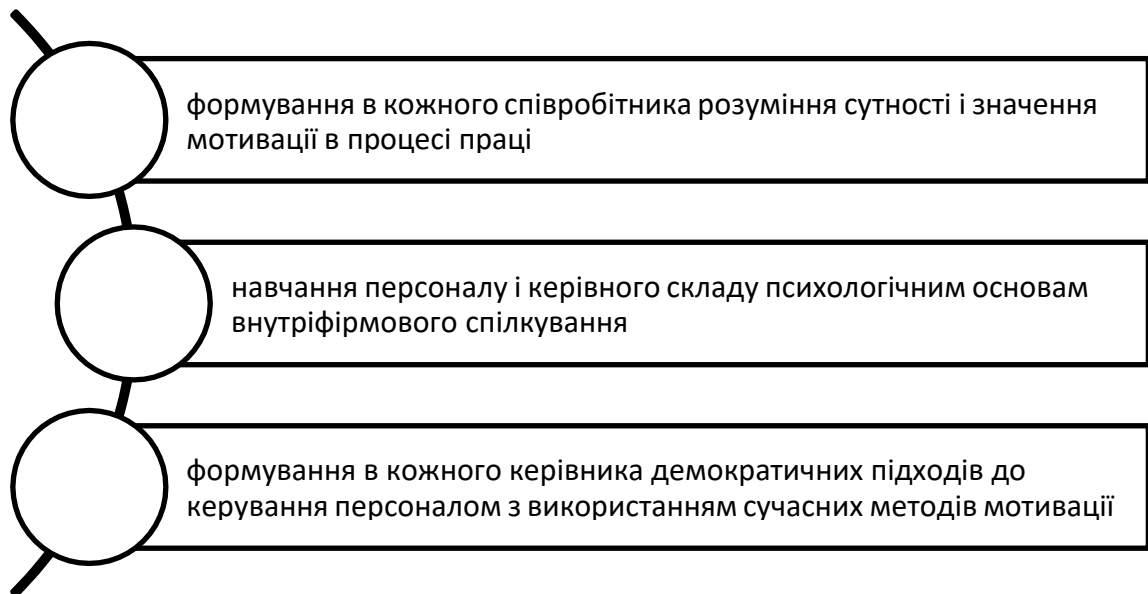 формування в кожного співробітника розуміння сутності і значення
мотивації в процесі праці
навчання персоналу і керівного складу психологічним основам
внутріфірмового спілкування
формування в кожного керівника демократичних підходів до
керування персоналом з використанням сучасних методів мотивації